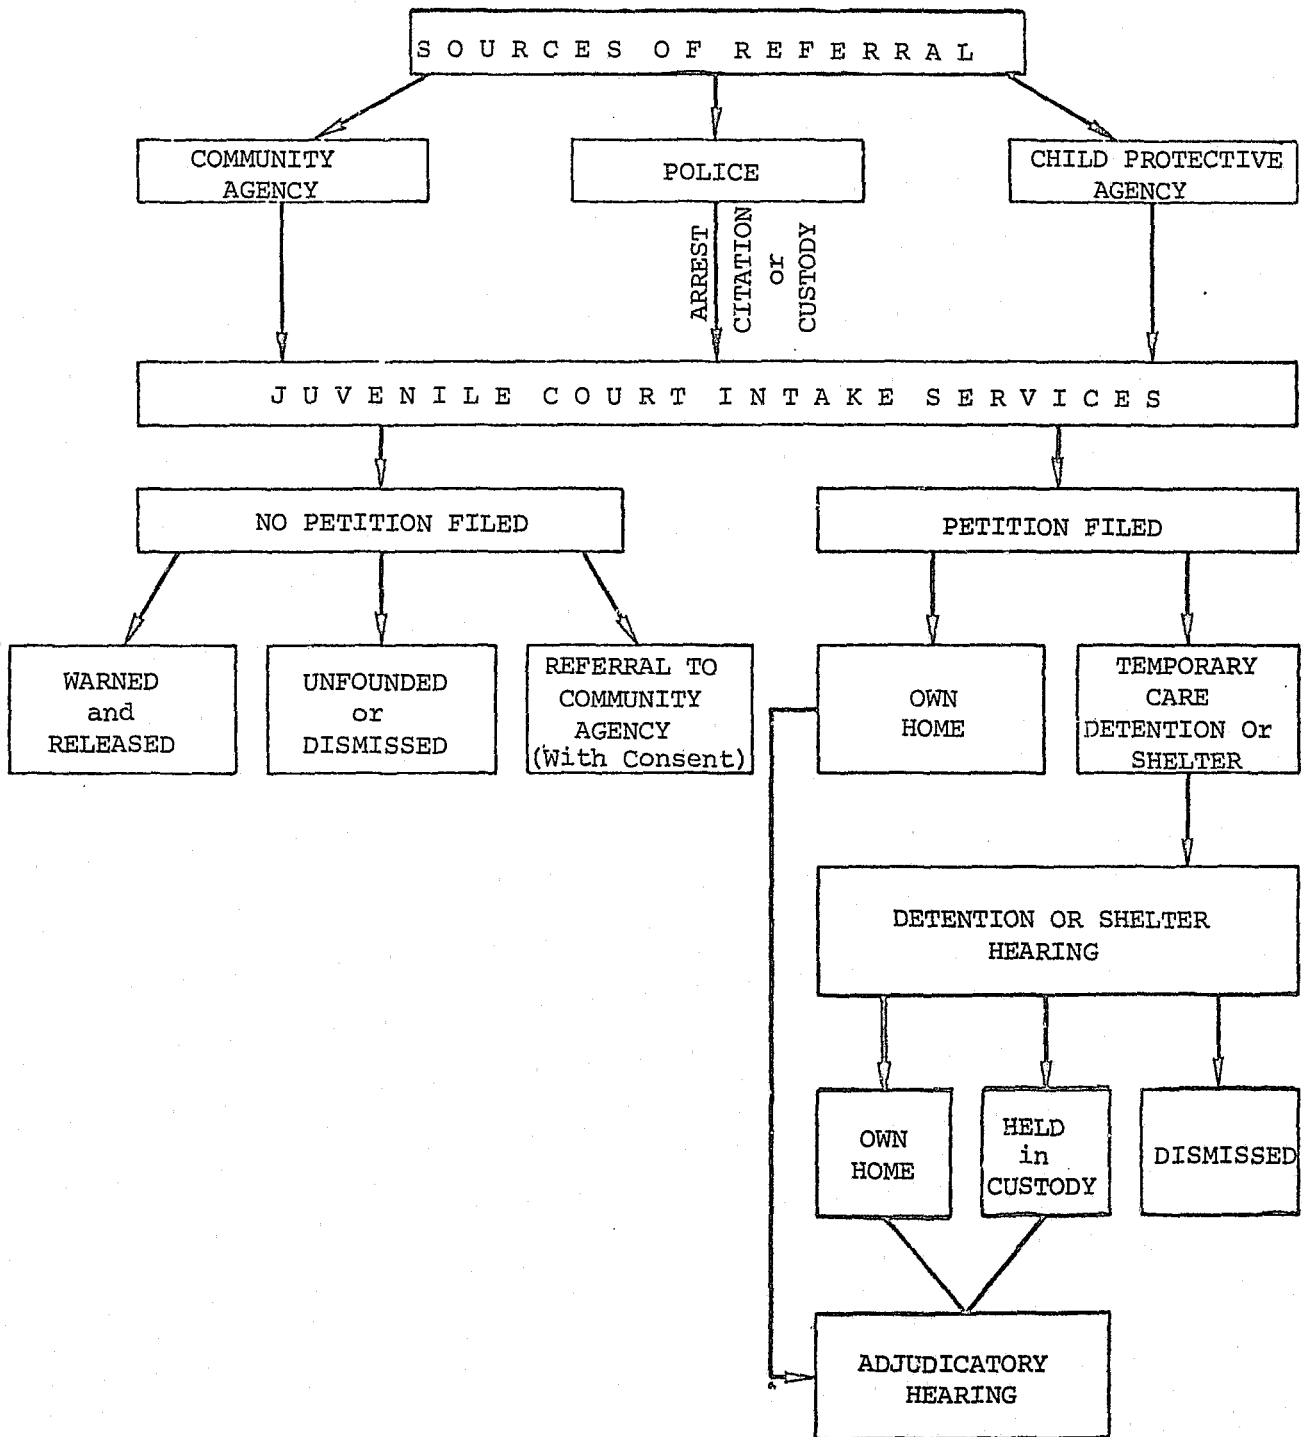 SOURCES OF REFERRAL
COMMUNITY
AGENCY
POLICE
CHILD PROTECTIVE
AGENCY
ARREST
CITATION
or
CUSTODY
JUVENILE COURT INTAKE SERVICES
NO PETITION FILED
PETITION FILED
WARNED
and
RELEASED
UNFOUNDED
or
DISMISSED
REFERRAL TO
COMMUNITY
AGENCY
(With Consent)
OWN
HOME
TEMPORARY
CARE
DETENTION Or
SHELTER
DETENTION OR SHELTER
HEARING
OWN
HOME
HELD
in
CUSTODY
DISMISSED
ADJUDICATORY
HEARING